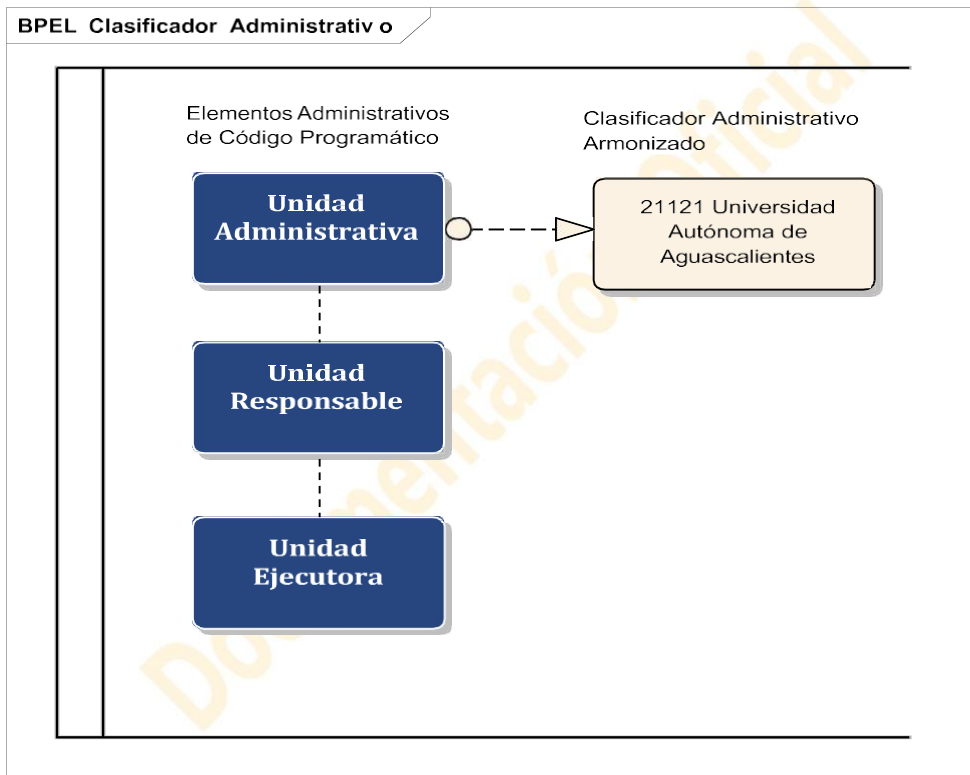 BPEL Clasificador Administrativo
Elementos Administrativos
de Código Programático
Clasificador Administrativo
Armonizado
Unidad
Administrativa
21121 Universidad
Autónoma de
Aguascalientes
Unidad
Responsable
Unidad
Ejecutora
Documentación Oficial